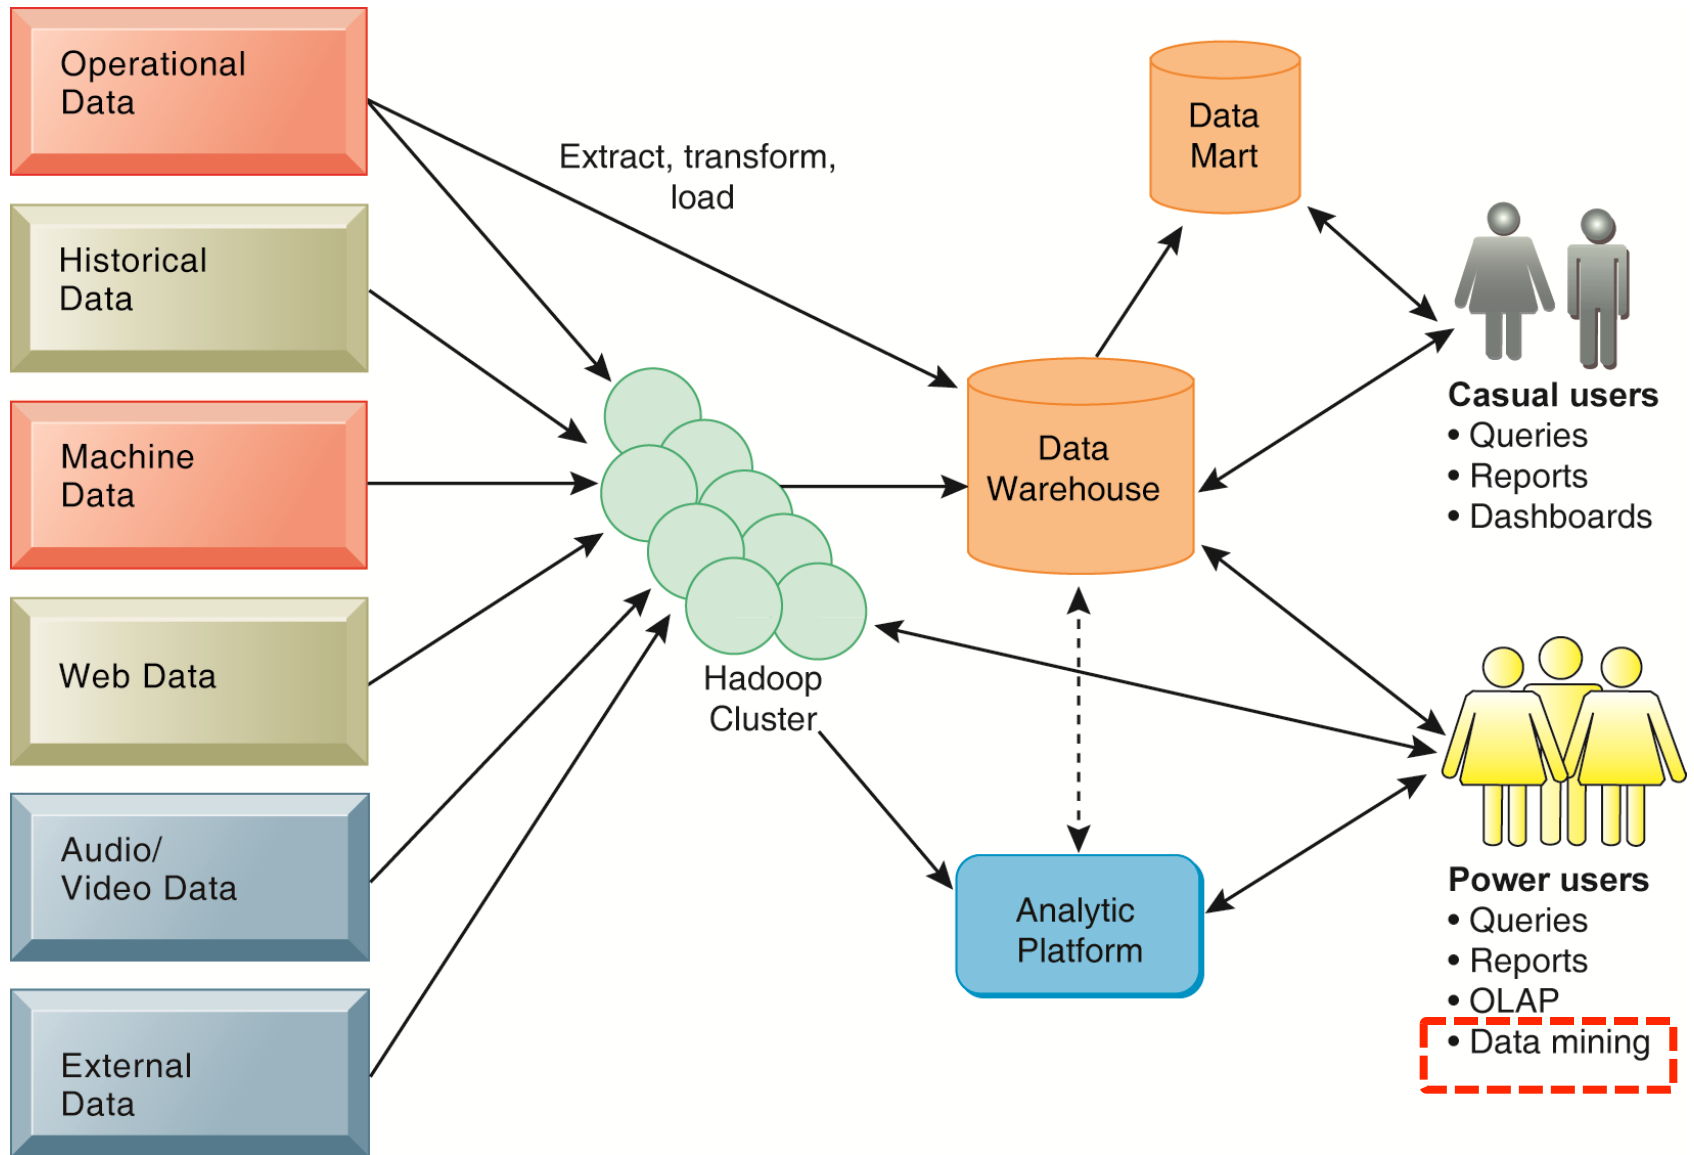 Operational
Data
Historical
Data
Machine
Data
Web Data
Audio/
Video Data
External
Data
Extract, transform,
load
Hadoop
Cluster
Data
Mart
Data
Warehouse
Analytic
Platform
Casual users
• Queries
• Reports
• Dashboards
Power users
• Queries
• Reports
• OLAP
• Data mining